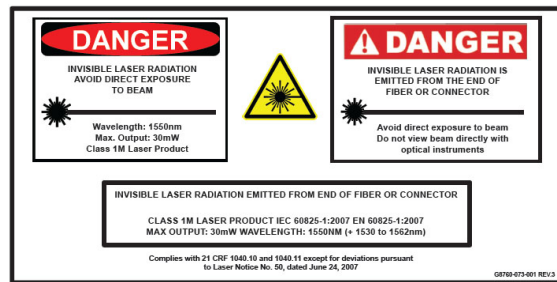 DANGER
INVISIBLE LASER RADIATION
AVOID DIRECT EXPOSURE
TO BEAM
Wavelength: 1550nm
Max. Output: 30mW
Class 1M Laser Product
DANGER
INVISIBLE LASER RADIATION IS
EMITTED FROM THE END OF
FIBER OR CONNECTOR
Avoid direct exposure to beam
Do not view beam directly with
optical instruments
INVISIBLE LASER RADIATION EMITTED FROM END OF FIBER OR CONNECTOR
CLASS 1M LASER PRODUCT IEC 60825-1:2007 EN 60825-1:2007
MAX OUTPUT: 30mW WAVELENGTH: 1550NM (+ 1530 to 1562nm)
Complies with 21 CRF 1040.10 and 1040.11 except for deviations pursuant
to Laser Notice No. 50, dated June 24, 2007
G8760-073-001 REV.3